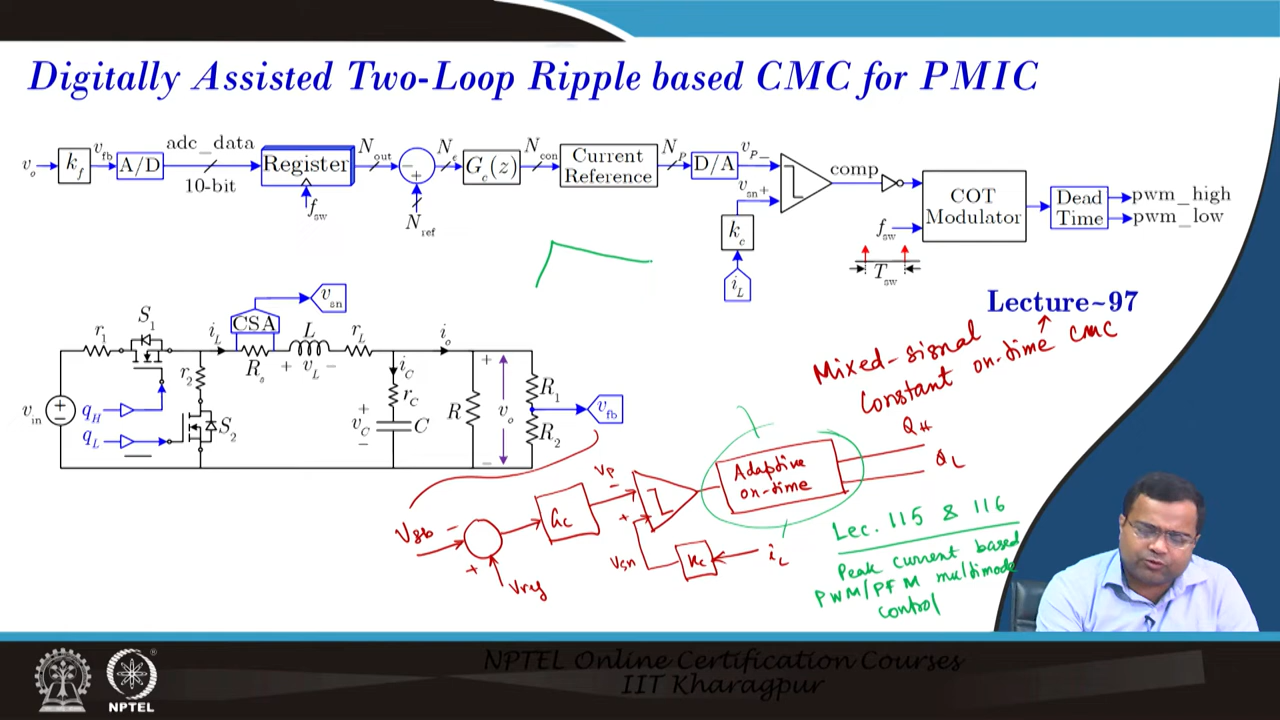 Digitally Assisted Two-Loop Ripple based CMC for PMIC
v_o k_f v_fb A/D adc_data 10-bit Register f_sw N_out − + N_ref N_e G_c(z) N_con Current Reference N_P D/A v_P − v_sn + comp COT Modulator Dead Time pwm_high pwm_low
k_c f_sw
i_L T_sw
Lecture~97
Mixed-signal
Constant on-time CMC
v_sn
S_1 CSA L r_L i_o
r_1 i_L R_s + v_L − i_C +
r_2 r_C R_1
v_in + − q_H S_2 v_C + − C R v_o v_fb
q_L R_2
−
Vfb − + Vref Gc VP − + Vsn Kc i_L
Adaptive
on-time
QH
QL
Lec. 115 & 116
Peak current based
PWM/PFM multimode
control
NPTEL Online Certification Courses
IIT Kharagpur
NPTEL